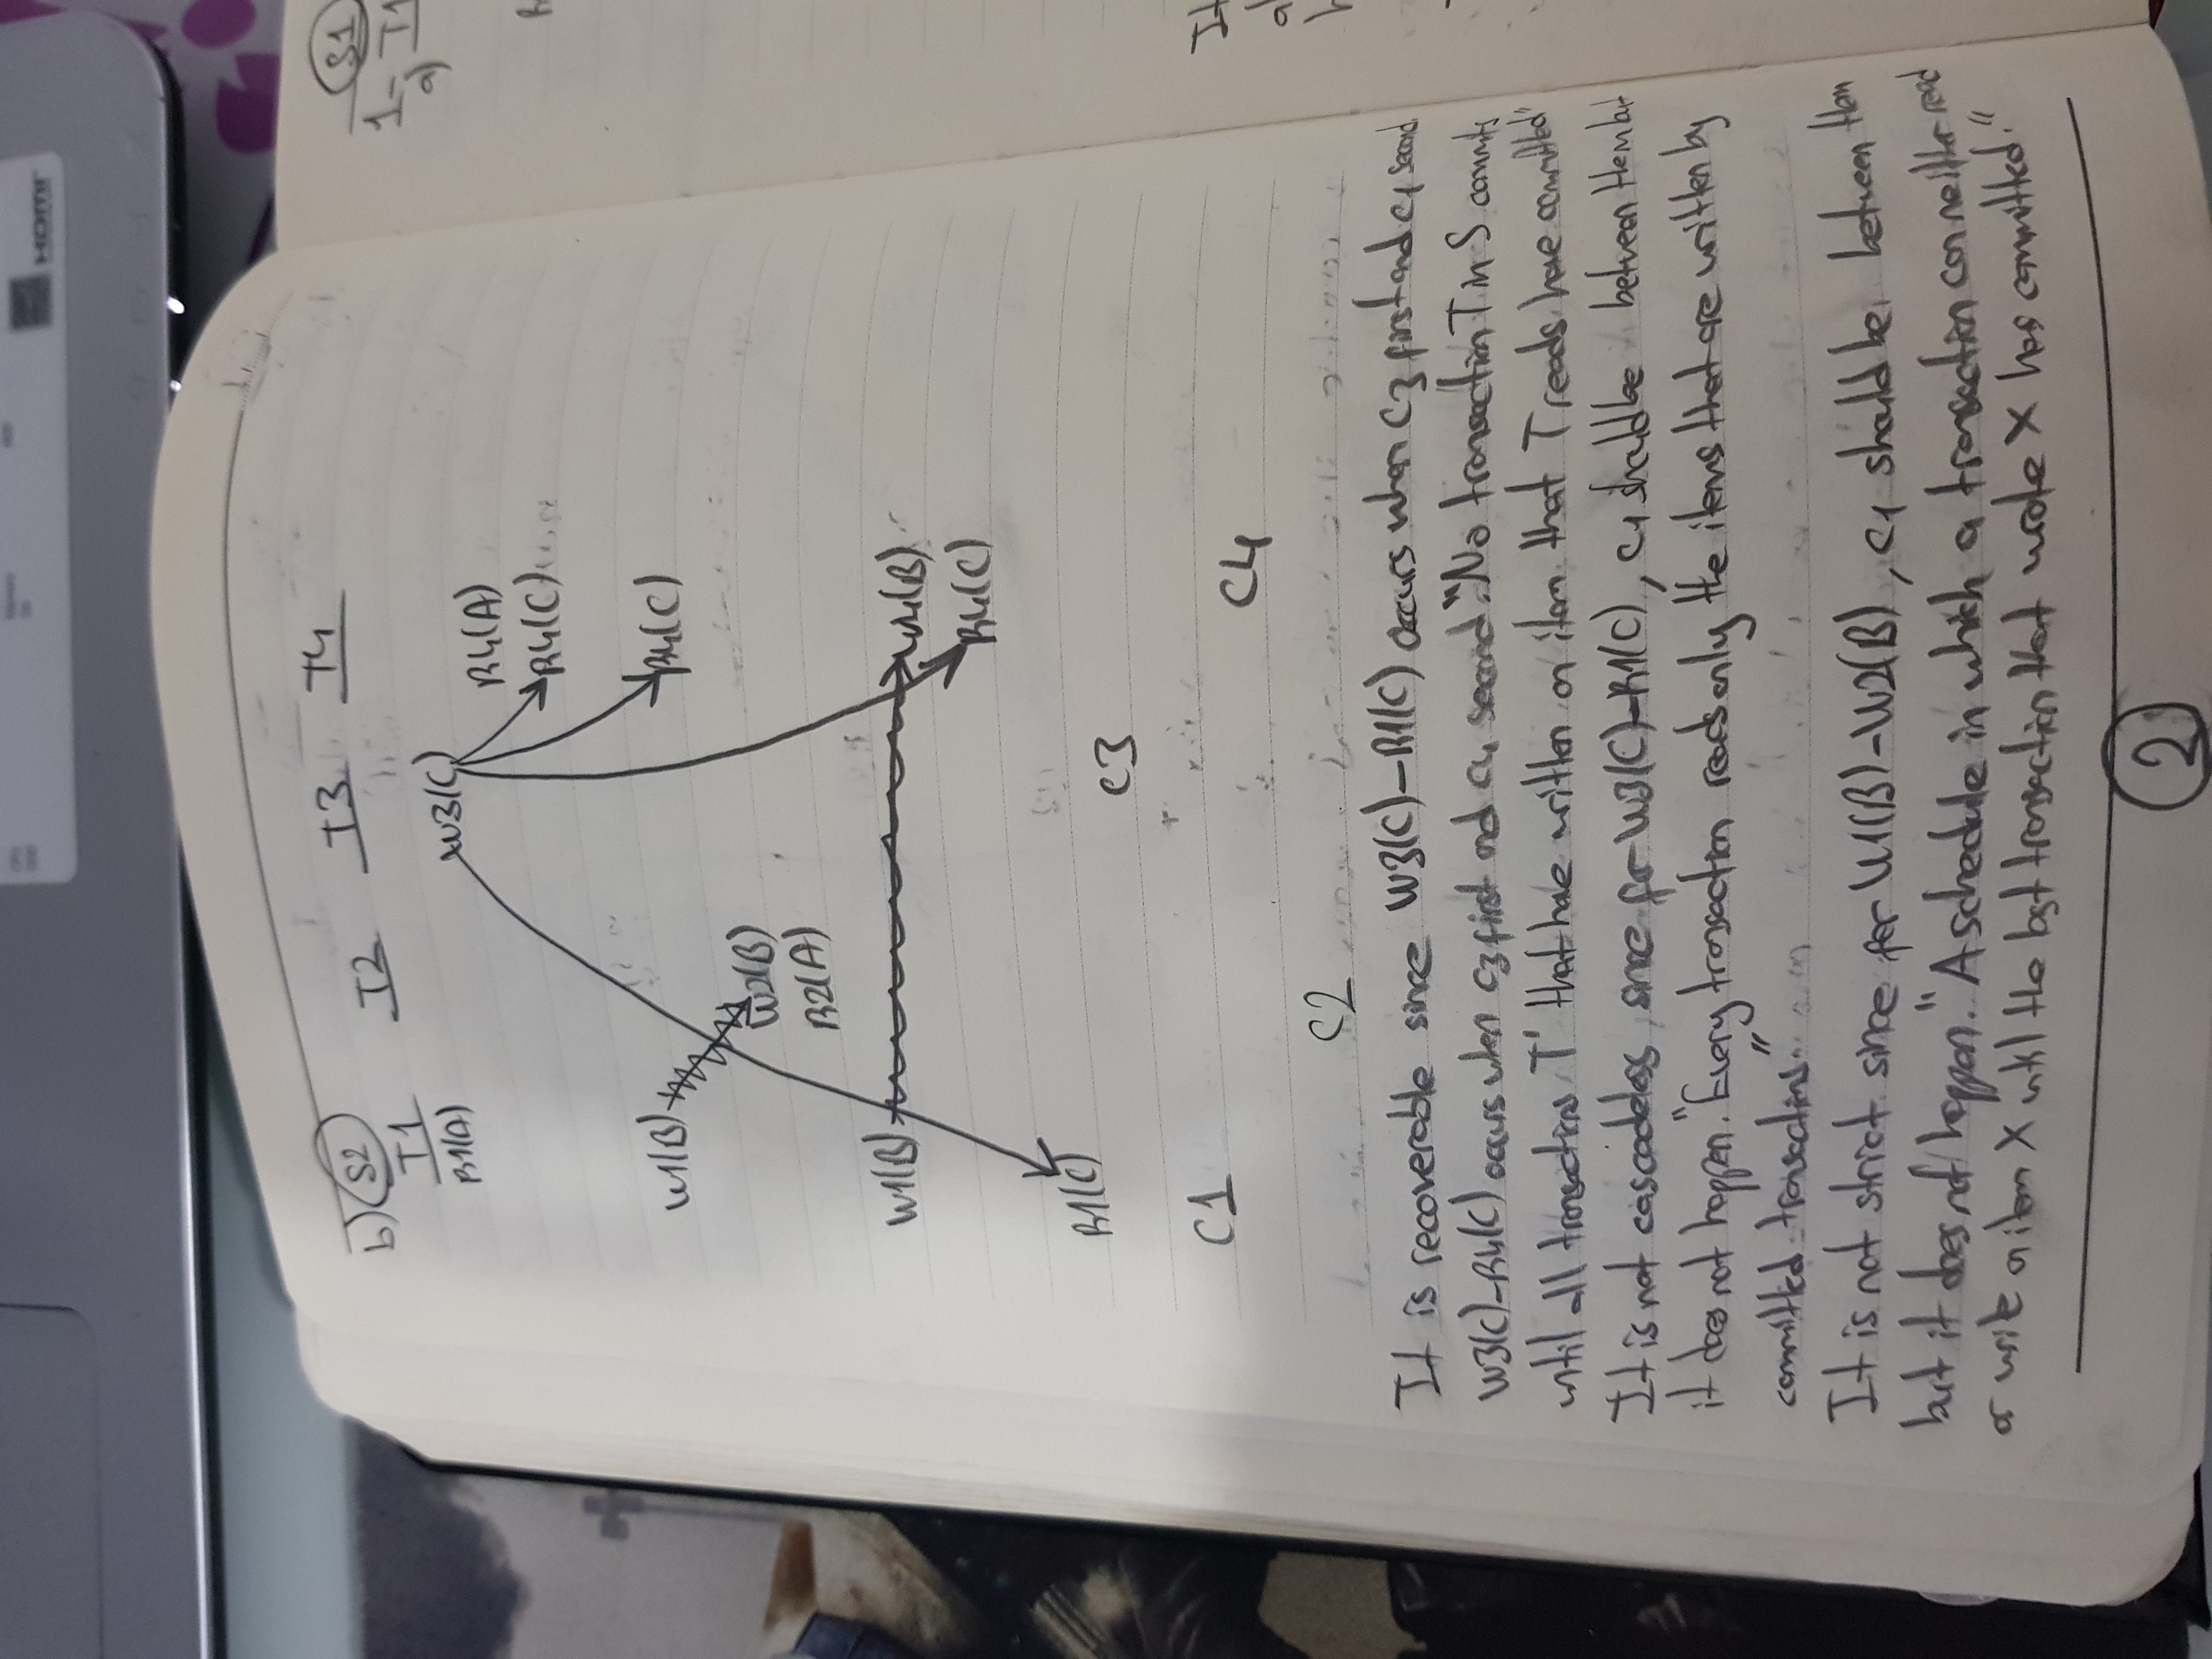 HDMI
b) S2
T1 T2 T3 T4
R1(A)
W3(C)
R4(A)
R4(C)
W1(B)
R4(C)
W2(B)
R2(A)
W1(B) W4(B)
R4(C)
R1(C)
C3
C1
C4
C2
It is recoverable since W3(C)-R1(C) occurs when C3 first and C1 second.
W3(C)-R4(C) occurs when C3 first and C4 second. "No transaction T in S commits
until all transactions T' that have written an item that T reads have committed"
It is not cascadeless, since for W3(C)-R1(C), C1 should be between them but
it does not happen. "Every transaction reads only the items that are written by
committed transactions."
It is not strict since for W1(B)-W2(B), C1 should be between them
but it does not happen. "A schedule in which a transaction can neither read
or write an item X until the last transaction that wrote X has committed."
2
S1
1-
a) T1
It